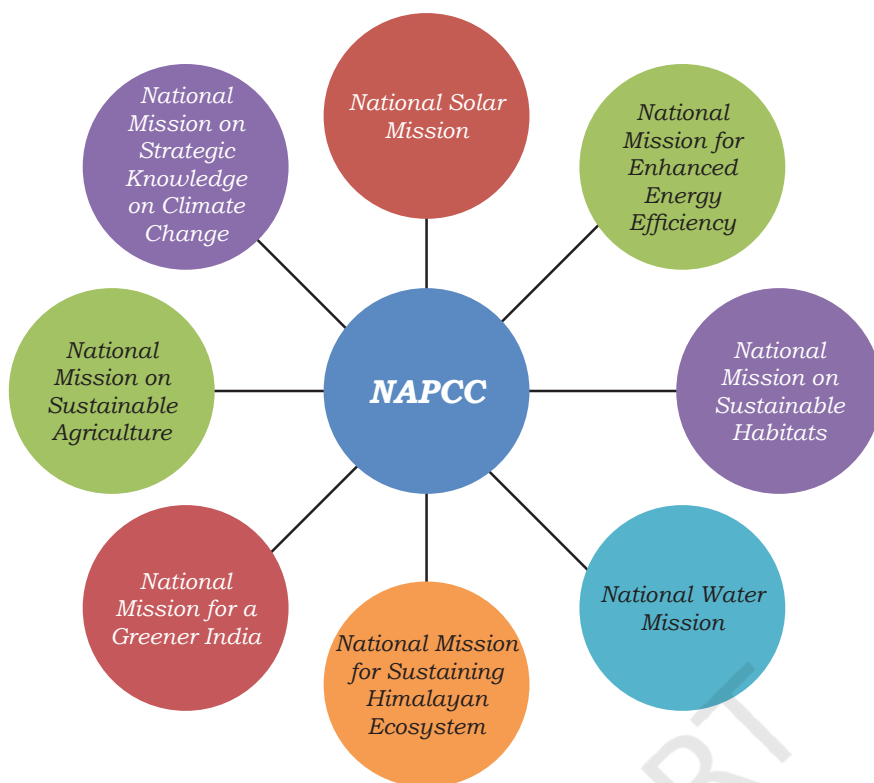 National Solar
Mission
National
Mission for
Enhanced
Energy
Efficiency
National
Mission on
Sustainable
Habitats
National Water
Mission
National Mission
for Sustaining
Himalayan
Ecosystem
National
Mission for a
Greener India
National
Mission on
Sustainable
Agriculture
National
Mission on
Strategic
Knowledge
on Climate
Change
NAPCC
RT